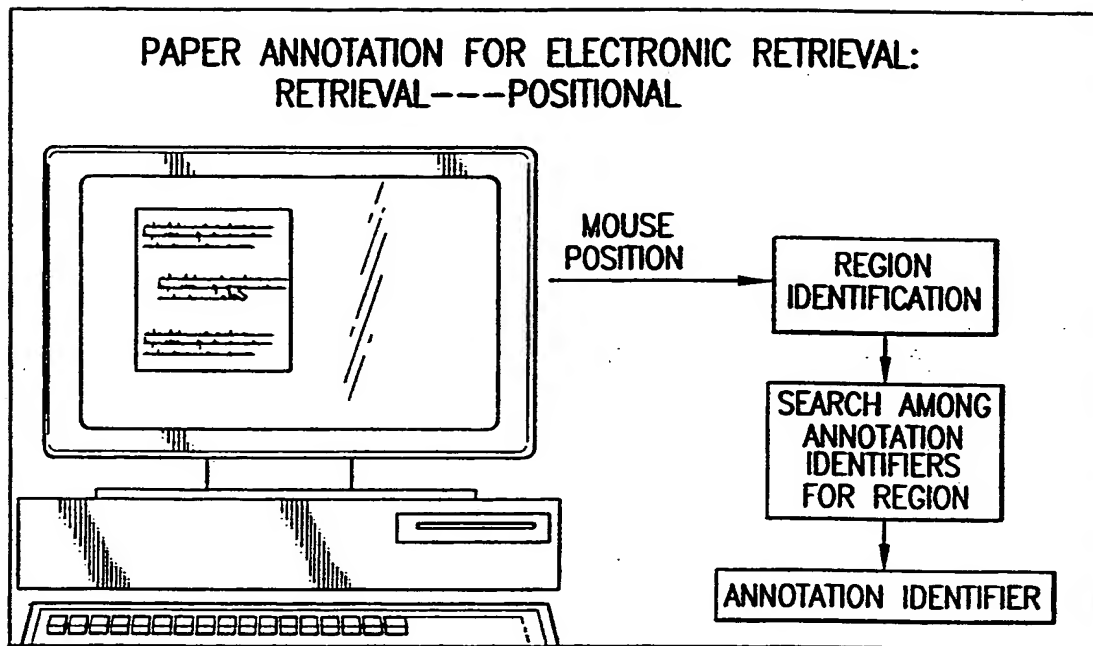 PAPER ANNOTATION FOR ELECTRONIC RETRIEVAL:
RETRIEVAL---POSITIONAL
MOUSE
POSITION
REGION
IDENTIFICATION
SEARCH AMONG
ANNOTATION
IDENTIFIERS
FOR REGION
ANNOTATION IDENTIFIER